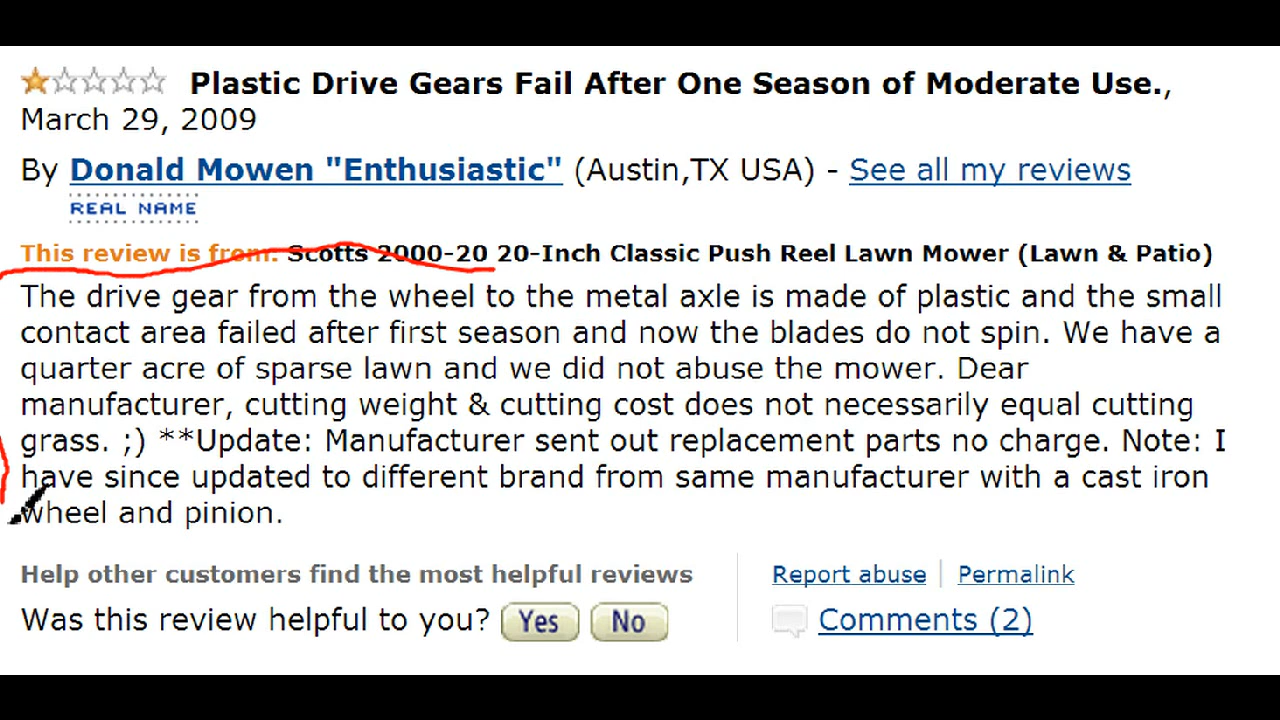 Plastic Drive Gears Fail After One Season of Moderate Use.,
March 29, 2009
By Donald Mowen "Enthusiastic" (Austin,TX USA) - See all my reviews
REAL NAME
This review is from: Scotts 2000-20 20-Inch Classic Push Reel Lawn Mower (Lawn & Patio)
The drive gear from the wheel to the metal axle is made of plastic and the small
contact area failed after first season and now the blades do not spin. We have a
quarter acre of sparse lawn and we did not abuse the mower. Dear
manufacturer, cutting weight & cutting cost does not necessarily equal cutting
grass. ;) **Update: Manufacturer sent out replacement parts no charge. Note: I
have since updated to different brand from same manufacturer with a cast iron
wheel and pinion.
Help other customers find the most helpful reviews
Was this review helpful to you? Yes No
Report abuse | Permalink
Comments (2)